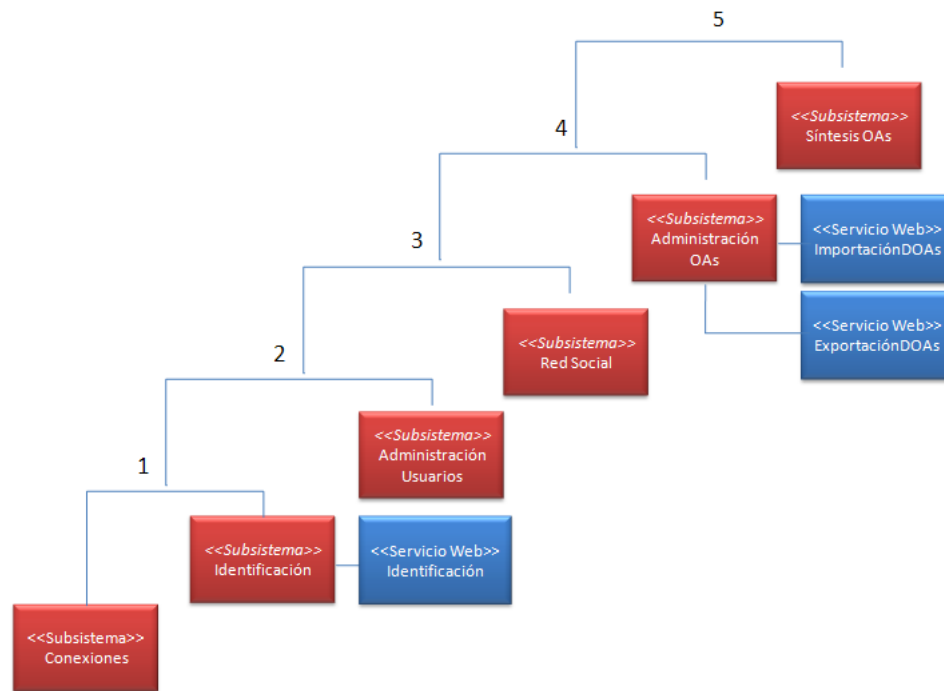 5
<<Subsistema>>
Síntesis OAs
4
<<Subsistema>>
Administración
OAs
<<Servicio Web>>
ImportaciónDOAs
3
<<Servicio Web>>
ExportaciónDOAs
<<Subsistema>>
Red Social
2
<<Subsistema>>
Administración
Usuarios
1
<<Subsistema>>
Identificación
<<Servicio Web>>
Identificación
<<Subsistema>>
Conexiones